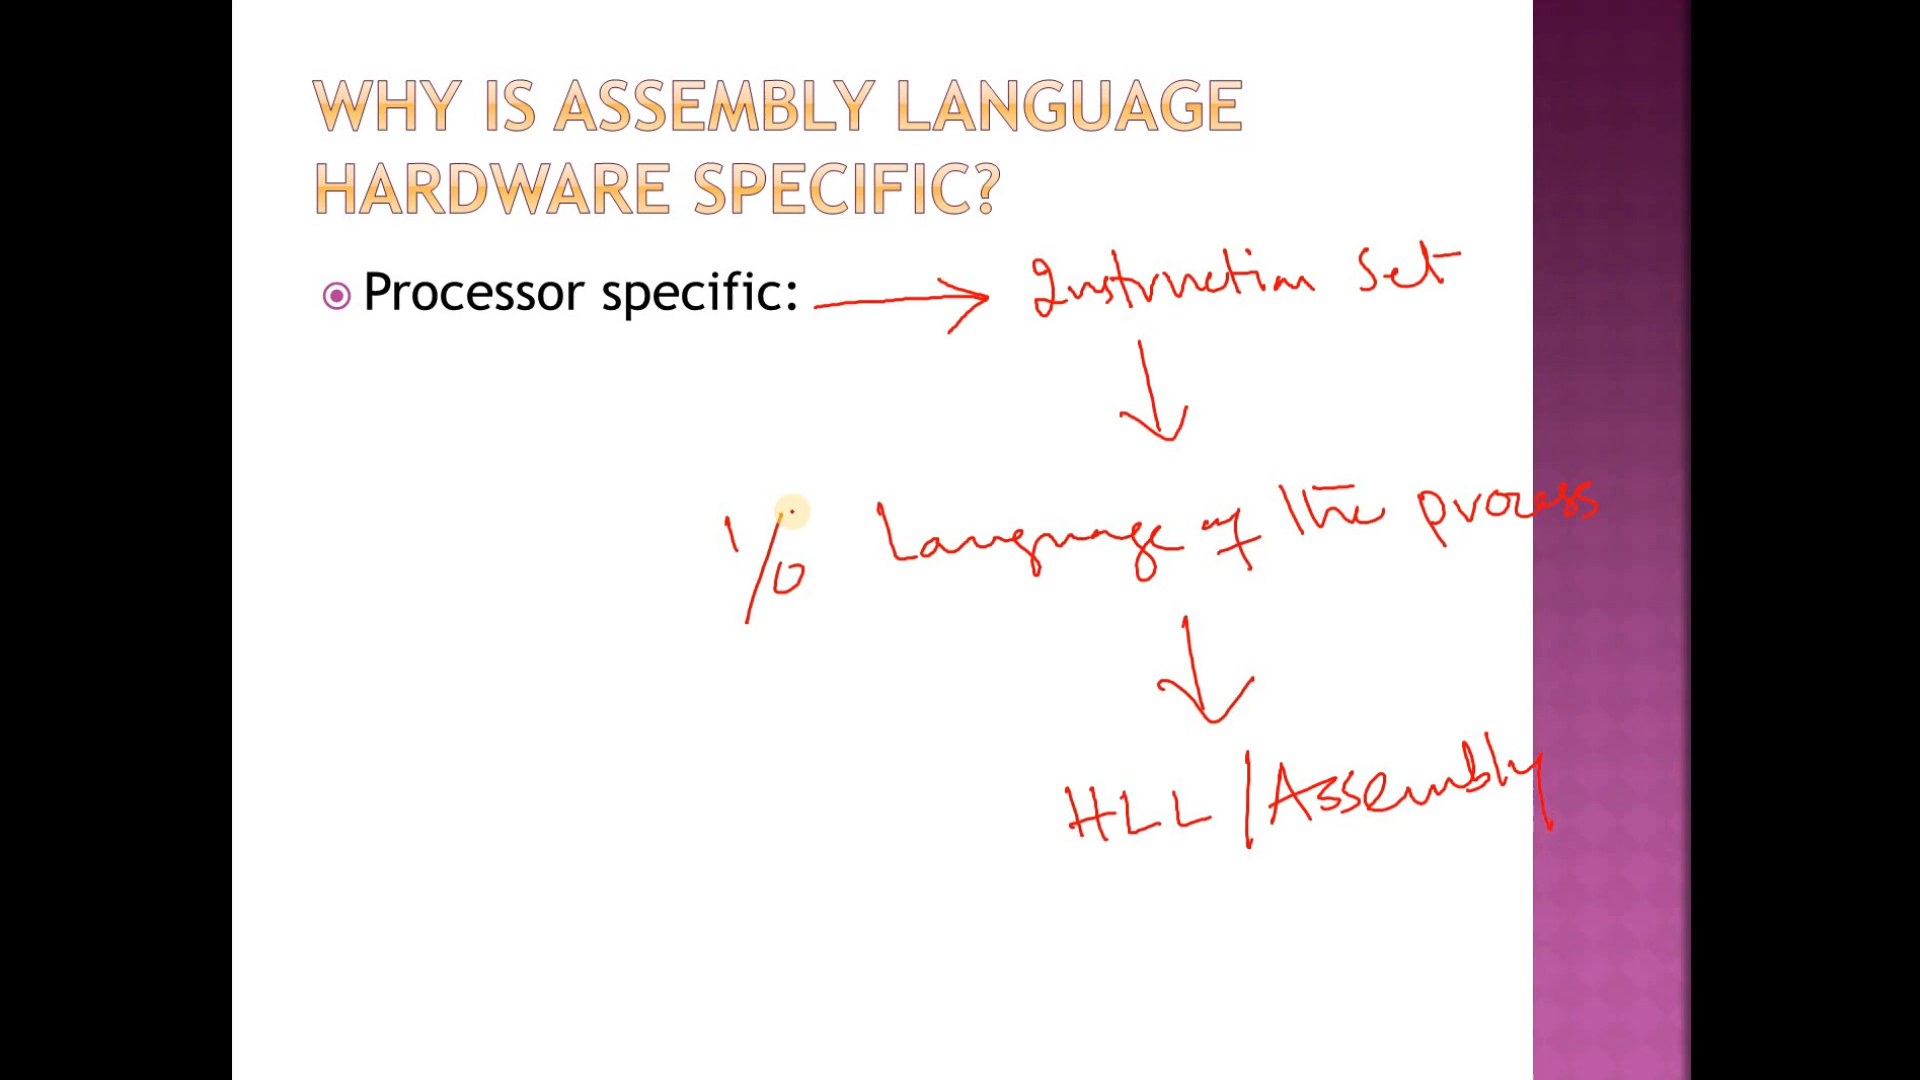 WHY IS ASSEMBLY LANGUAGE
HARDWARE SPECIFIC?
Processor specific: → Instruction Set
1/0 Language of the process
HLL / Assembly